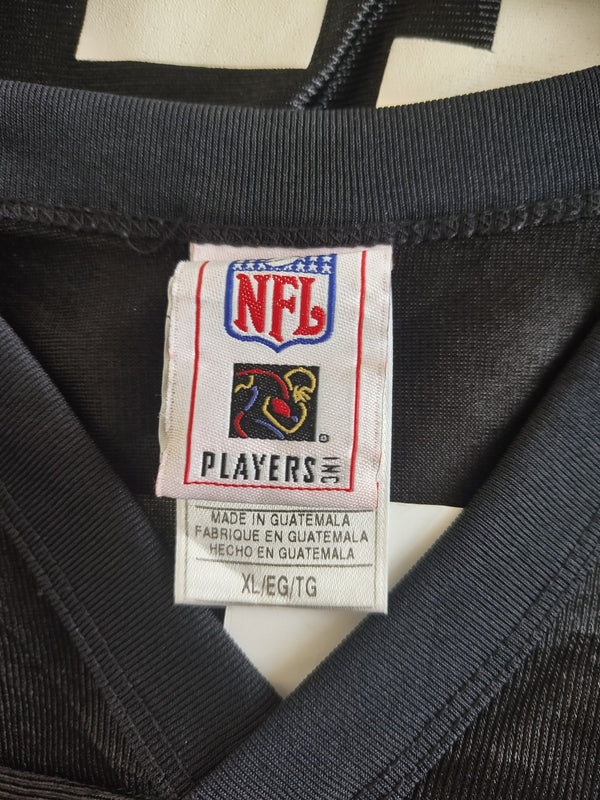 NFL
PLAYERS INC
MADE IN GUATEMALA
FABRIQUE EN GUATEMALA
HECHO EN GUATEMALA
XL/EG/TG